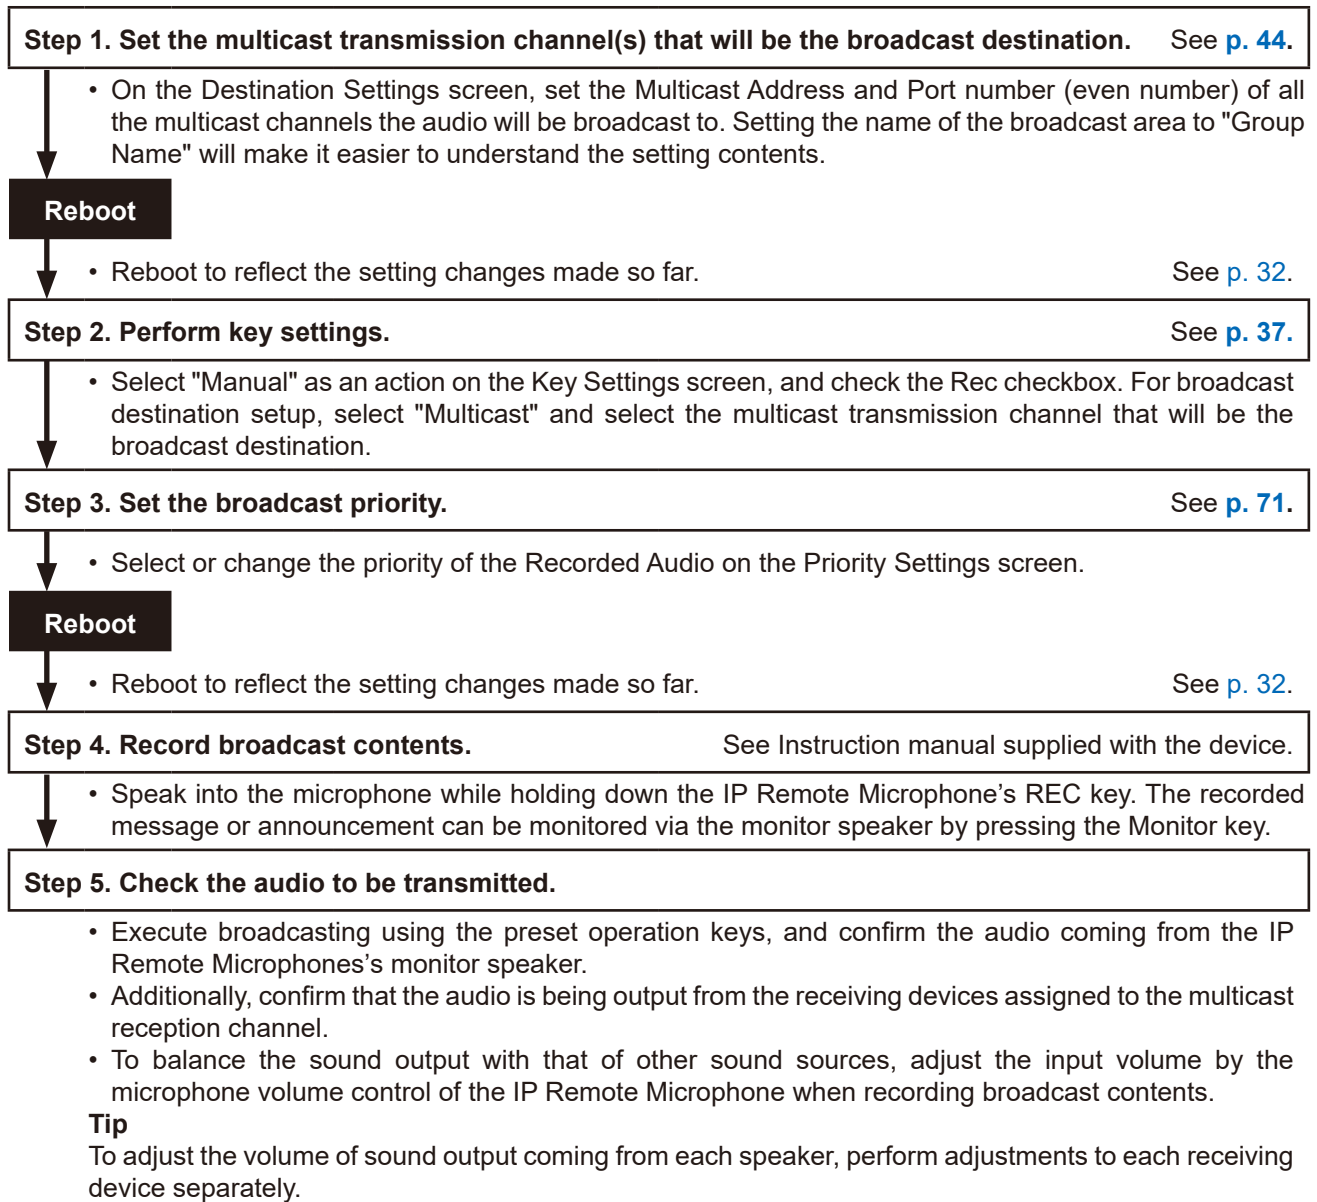 Step 1. Set the multicast transmission channel(s) that will be the broadcast destination. See p. 44.
• On the Destination Settings screen, set the Multicast Address and Port number (even number) of all
the multicast channels the audio will be broadcast to. Setting the name of the broadcast area to "Group
Name" will make it easier to understand the setting contents.
Reboot
• Reboot to reflect the setting changes made so far. See p. 32.
Step 2. Perform key settings. See p. 37.
• Select "Manual" as an action on the Key Settings screen, and check the Rec checkbox. For broadcast
destination setup, select "Multicast" and select the multicast transmission channel that will be the
broadcast destination.
Step 3. Set the broadcast priority. See p. 71.
• Select or change the priority of the Recorded Audio on the Priority Settings screen.
Reboot
• Reboot to reflect the setting changes made so far. See p. 32.
Step 4. Record broadcast contents. See Instruction manual supplied with the device.
• Speak into the microphone while holding down the IP Remote Microphone's REC key. The recorded
message or announcement can be monitored via the monitor speaker by pressing the Monitor key.
Step 5. Check the audio to be transmitted.
• Execute broadcasting using the preset operation keys, and confirm the audio coming from the IP
Remote Microphones's monitor speaker.
• Additionally, confirm that the audio is being output from the receiving devices assigned to the multicast
reception channel.
• To balance the sound output with that of other sound sources, adjust the input volume by the
microphone volume control of the IP Remote Microphone when recording broadcast contents.
Tip
To adjust the volume of sound output coming from each speaker, perform adjustments to each receiving
device separately.